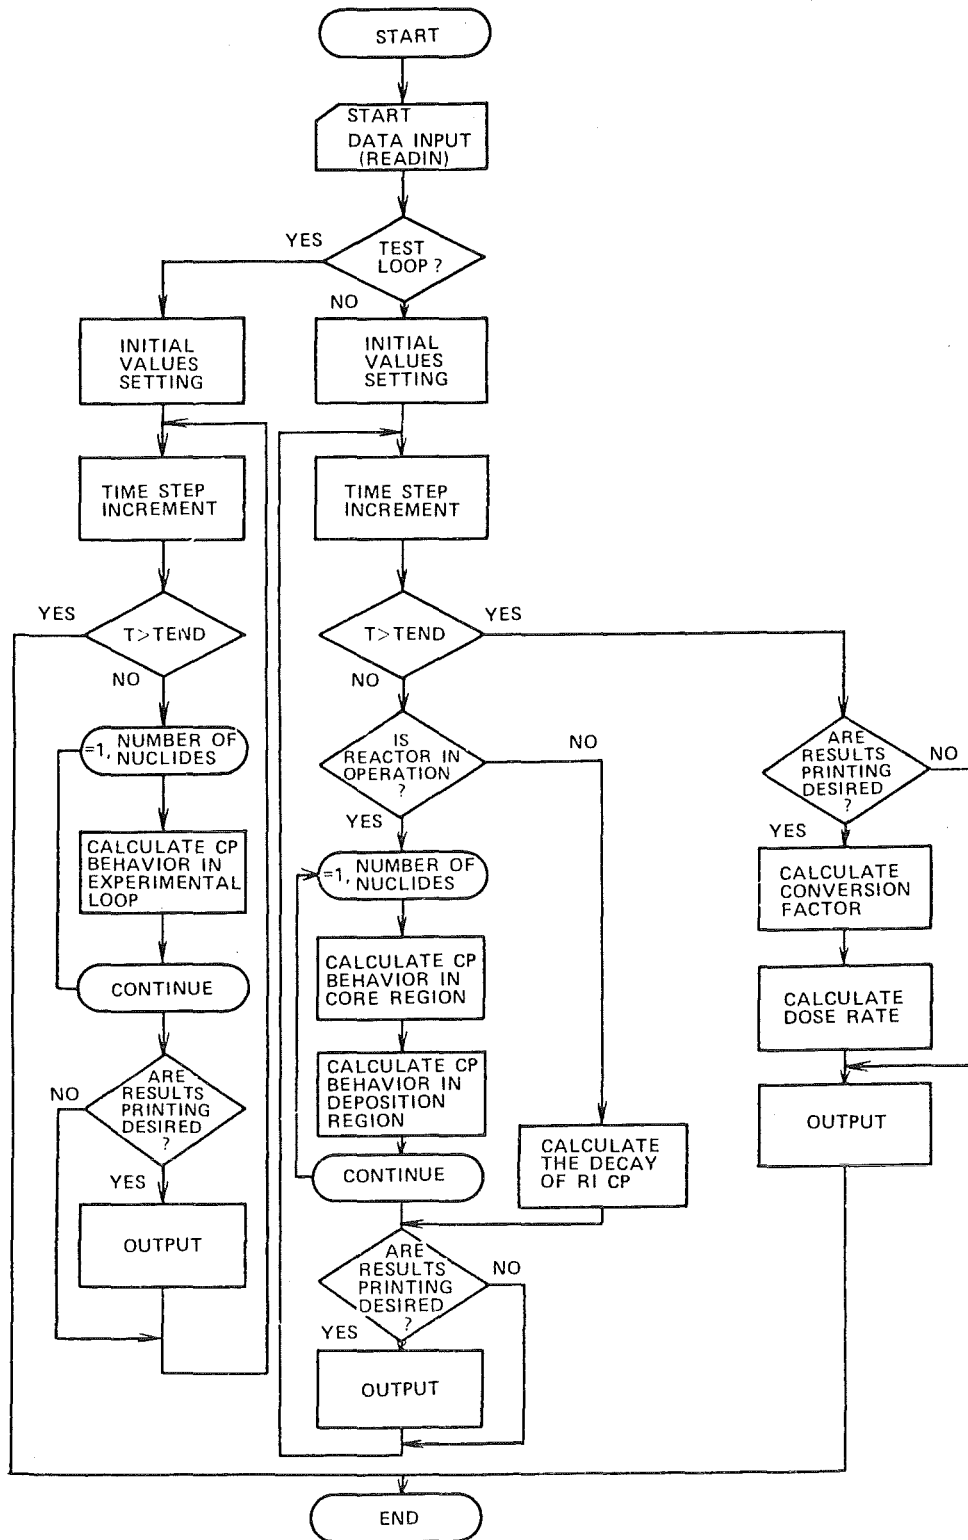 START
START
DATA INPUT
(READIN)
TEST
LOOP ?
YES
NO
INITIAL
VALUES
SETTING
TIME STEP
INCREMENT
YES
T>TEND
NO
=1, NUMBER OF
NUCLIDES
CALCULATE CP
BEHAVIOR IN
EXPERIMENTAL
LOOP
CONTINUE
ARE
RESULTS
PRINTING
DESIRED
?
NO
YES
OUTPUT
INITIAL
VALUES
SETTING
TIME STEP
INCREMENT
T>TEND
YES
NO
IS
REACTOR IN
OPERATION
?
NO
YES
=1, NUMBER OF
NUCLIDES
CALCULATE CP
BEHAVIOR IN
CORE REGION
CALCULATE CP
BEHAVIOR IN
DEPOSITION
REGION
CONTINUE
CALCULATE
THE DECAY
OF RI CP
ARE
RESULTS
PRINTING
DESIRED
?
NO
YES
OUTPUT
ARE
RESULTS
PRINTING
DESIRED
?
NO
YES
CALCULATE
CONVERSION
FACTOR
CALCULATE
DOSE RATE
OUTPUT
END